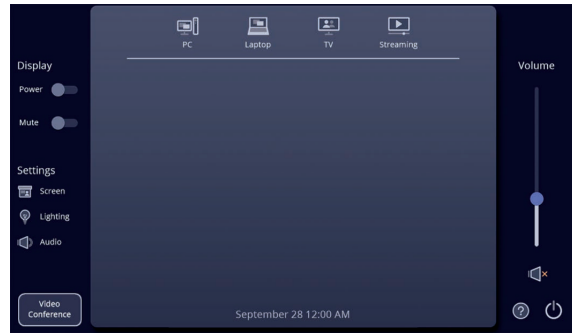 PC
Laptop
TV
Streaming
Display
Power
Mute
Settings
Screen
Lighting
Audio
Video
Conference
September 28 12:00 AM
Volume
?